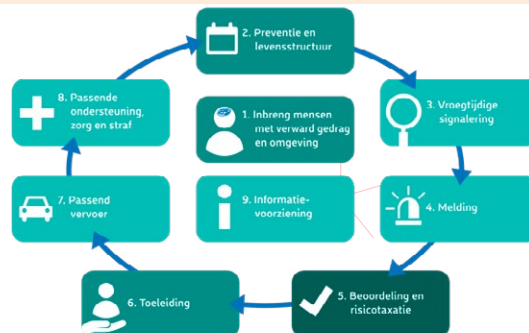 2. Preventie en
levensstructuur
8. Passende
ondersteuning,
zorg en straf
1. Inbreng mensen
met verward gedrag
en omgeving
3. Vroegtijdige
signalering
7. Passend
vervoer
9. Informatie-
voorziening
4. Melding
6. Toeleiding
5. Beoordeling en
risicotaxatie